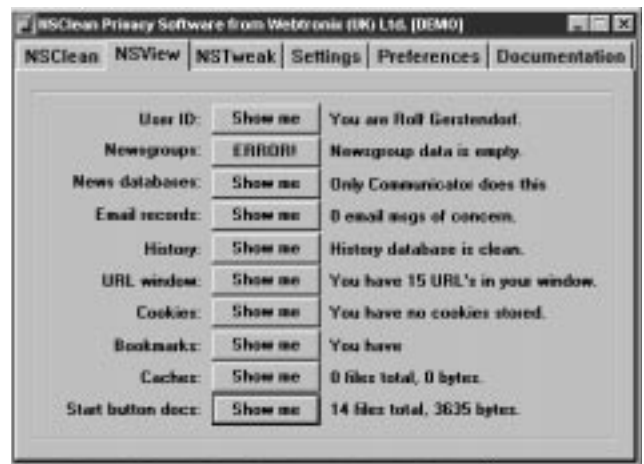 NSClean Privacy Software from Webtronix (UK) Ltd. [DEMO]
NSClean NSView NSTweak Settings Preferences Documentation
User ID: Show me You are Rolf Gerstendorf.
Newsgroups: ERROR! Newsgroup data is empty.
News databases: Show me Only Communicator does this
Email records: Show me 0 email msgs of concern.
History: Show me History database is clean.
URL window: Show me You have 15 URL's in your window.
Cookies: Show me You have no cookies stored.
Bookmarks: Show me You have
Caches: Show me 0 files total, 0 bytes.
Start button docs: Show me 14 files total, 3635 bytes.